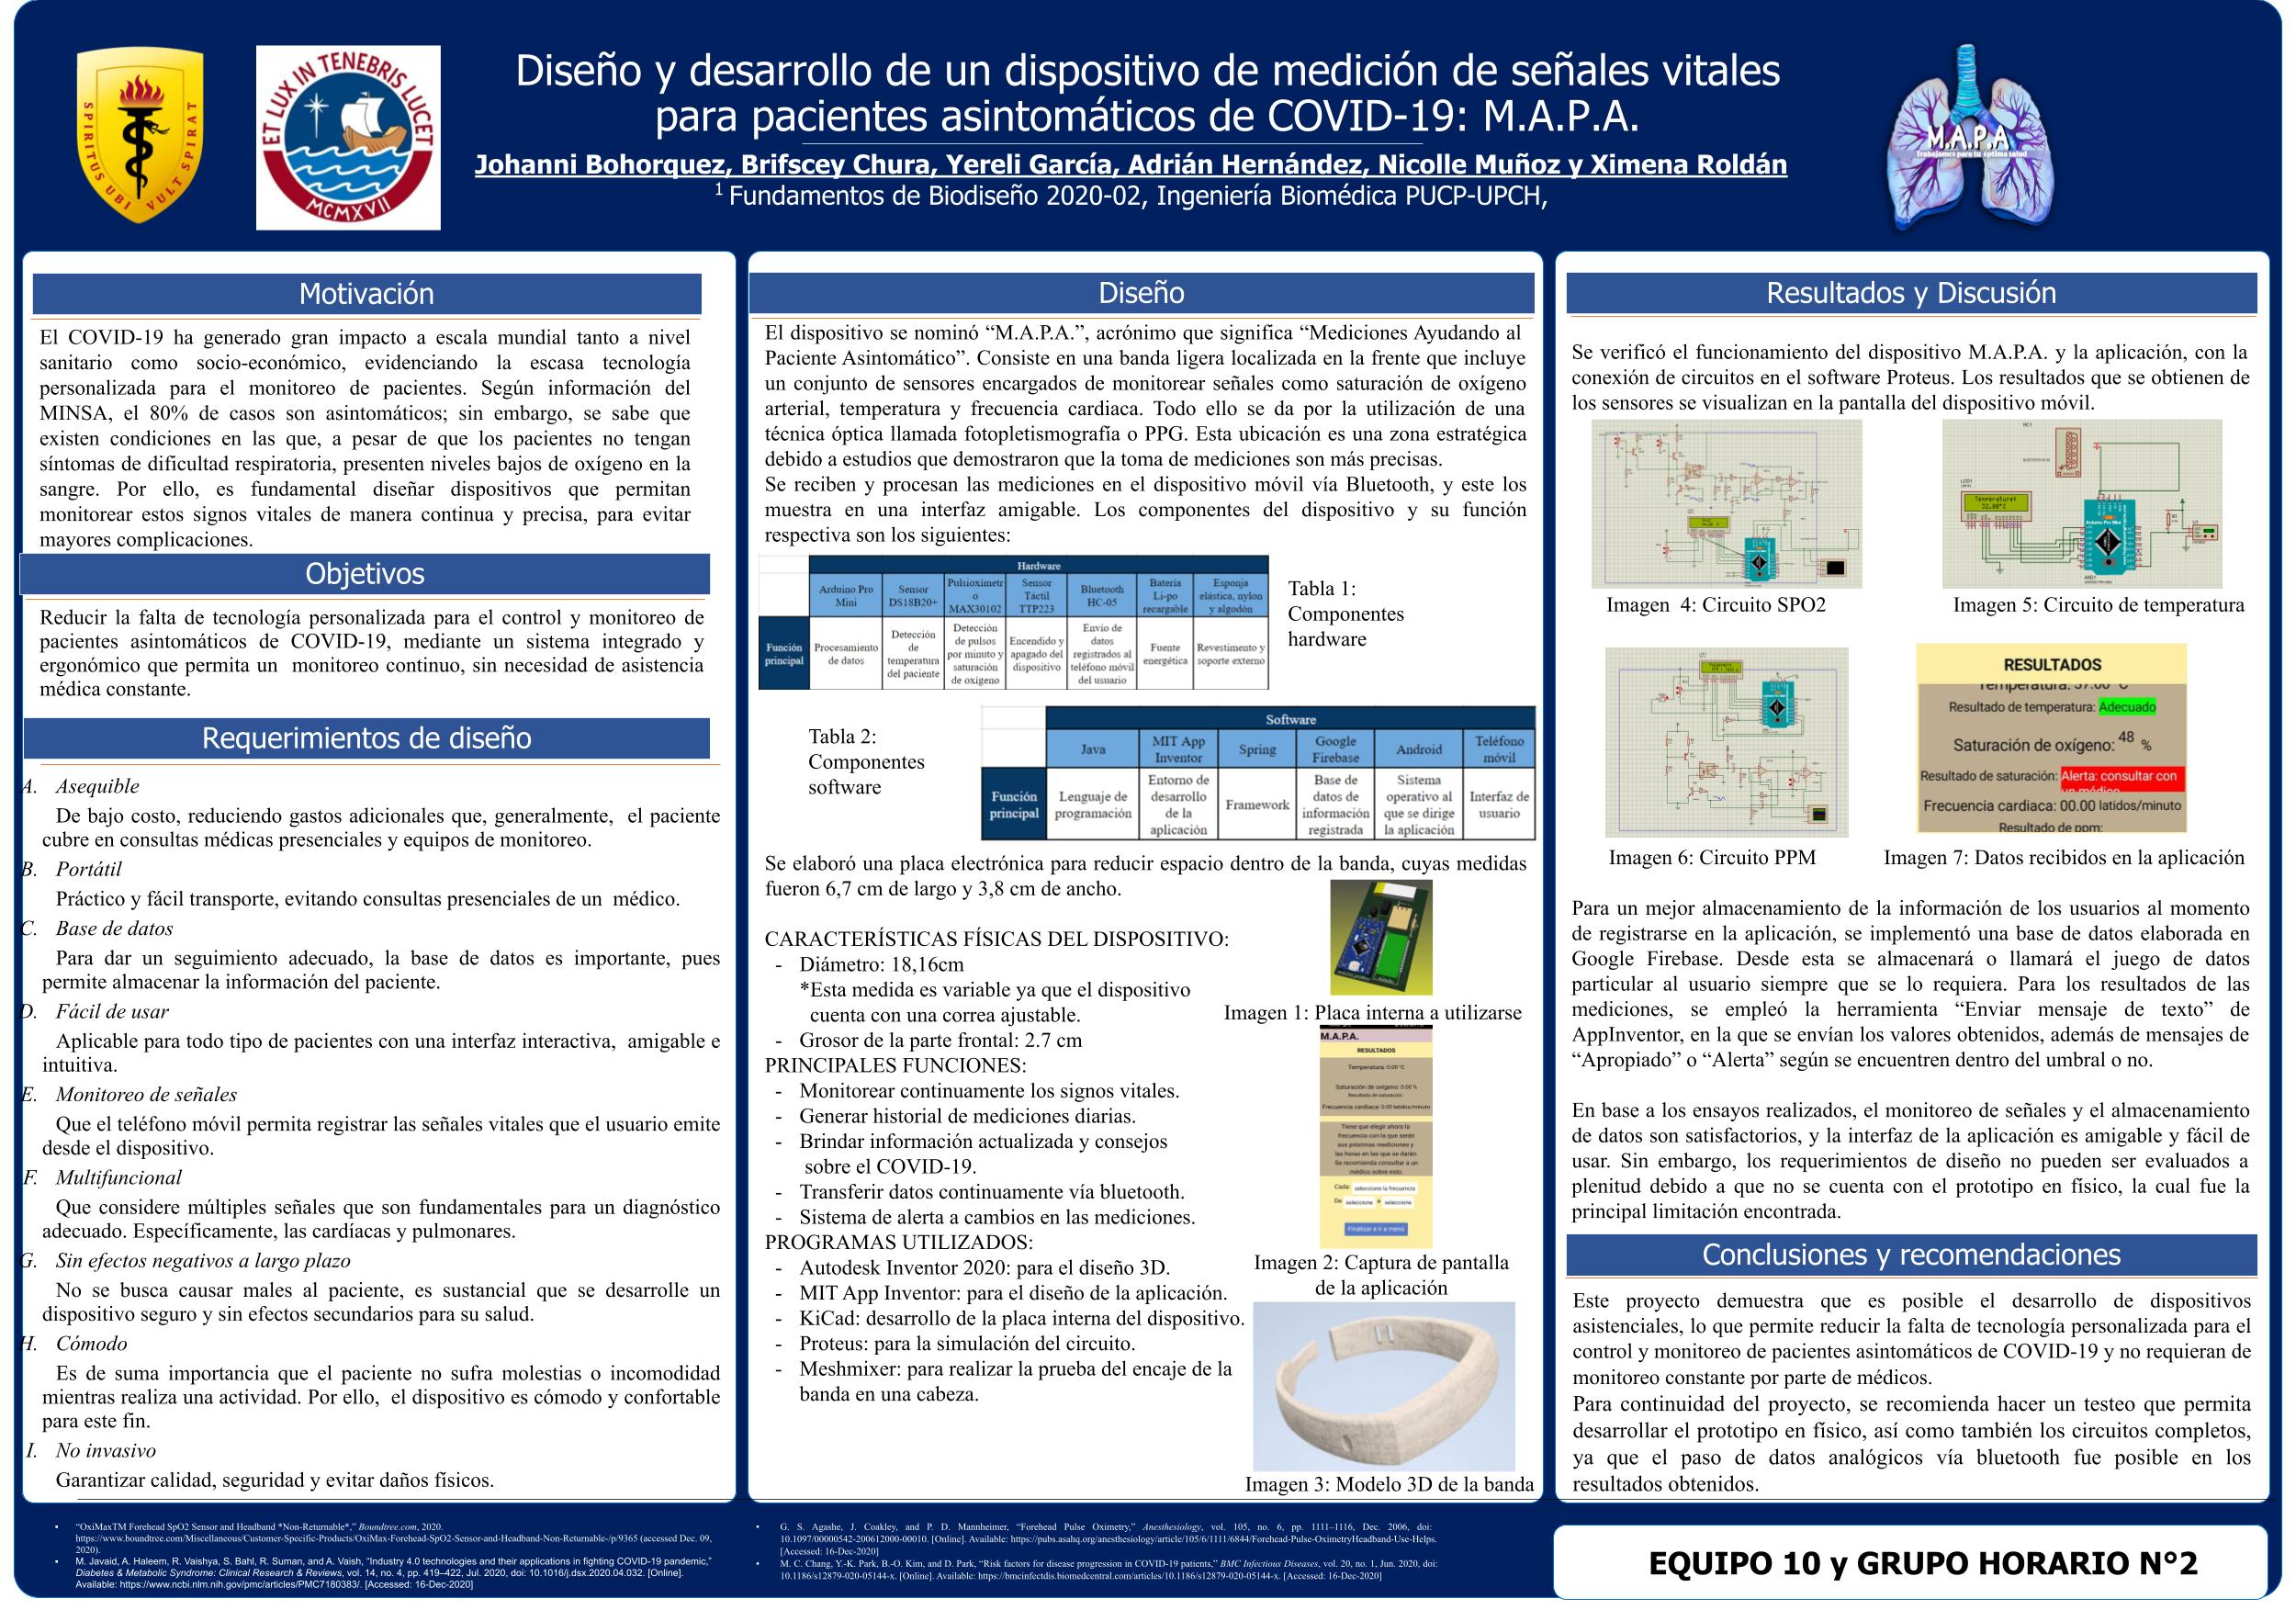 SPIRITUS UBI VULT SPIRAT
ET LUX IN TENEBRIS LUCET
MCMXVII
Diseño y desarrollo de un dispositivo de medición de señales vitales
para pacientes asintomáticos de COVID-19: M.A.P.A.
Johanni Bohorquez, Brifscey Chura, Yereli García, Adrián Hernández, Nicolle Muñoz y Ximena Roldán
1 Fundamentos de Biodiseño 2020-02, Ingeniería Biomédica PUCP-UPCH,
M.A.P.A
Trabajamos para tu óptima salud
Motivación
El COVID-19 ha generado gran impacto a escala mundial tanto a nivel
sanitario como socio-económico, evidenciando la escasa tecnología
personalizada para el monitoreo de pacientes. Según información del
MINSA, el 80% de casos son asintomáticos; sin embargo, se sabe que
existen condiciones en las que, a pesar de que los pacientes no tengan
síntomas de dificultad respiratoria, presenten niveles bajos de oxígeno en la
sangre. Por ello, es fundamental diseñar dispositivos que permitan
monitorear estos signos vitales de manera continua y precisa, para evitar
mayores complicaciones.
Objetivos
Reducir la falta de tecnología personalizada para el control y monitoreo de
pacientes asintomáticos de COVID-19, mediante un sistema integrado y
ergonómico que permita un monitoreo continuo, sin necesidad de asistencia
médica constante.
Requerimientos de diseño
A. Asequible
De bajo costo, reduciendo gastos adicionales que, generalmente, el paciente
cubre en consultas médicas presenciales y equipos de monitoreo.
B. Portátil
Práctico y fácil transporte, evitando consultas presenciales de un médico.
C. Base de datos
Para dar un seguimiento adecuado, la base de datos es importante, pues
permite almacenar la información del paciente.
D. Fácil de usar
Aplicable para todo tipo de pacientes con una interfaz interactiva, amigable e
intuitiva.
E. Monitoreo de señales
Que el teléfono móvil permita registrar las señales vitales que el usuario emite
desde el dispositivo.
F. Multifuncional
Que considere múltiples señales que son fundamentales para un diagnóstico
adecuado. Específicamente, las cardíacas y pulmonares.
G. Sin efectos negativos a largo plazo
No se busca causar males al paciente, es sustancial que se desarrolle un
dispositivo seguro y sin efectos secundarios para su salud.
H. Cómodo
Es de suma importancia que el paciente no sufra molestias o incomodidad
mientras realiza una actividad. Por ello, el dispositivo es cómodo y confortable
para este fin.
I. No invasivo
Garantizar calidad, seguridad y evitar daños físicos.
Diseño
El dispositivo se nominó “M.A.P.A.”, acrónimo que significa “Mediciones Ayudando al
Paciente Asintomático”. Consiste en una banda ligera localizada en la frente que incluye
un conjunto de sensores encargados de monitorear señales como saturación de oxígeno
arterial, temperatura y frecuencia cardiaca. Todo ello se da por la utilización de una
técnica óptica llamada fotopletismografía o PPG. Esta ubicación es una zona estratégica
debido a estudios que demostraron que la toma de mediciones son más precisas.
Se reciben y procesan las mediciones en el dispositivo móvil vía Bluetooth, y este los
muestra en una interfaz amigable. Los componentes del dispositivo y su función
respectiva son los siguientes:
Hardware
Arduino Pro Mini
Sensor DS18B20+
Pulsioximetro MAX30102
Sensor Táctil TTP223
Bluetooth HC-05
Batería Li-po recargable
Esponja elástica, nylon y algodón
Función principal
Procesamiento de datos
Detección de temperatura del paciente
Detección de pulsos por minuto y saturación de oxígeno
Encendido y apagado del dispositivo
Envío de datos registrados al teléfono móvil del usuario
Fuente energética
Revestimiento y soporte externo
Tabla 1:
Componentes
hardware
Tabla 2:
Componentes
software
Software
Java
MIT App Inventor
Spring
Google Firebase
Android
Teléfono móvil
Función principal
Lenguaje de programación
Entorno de desarrollo de la aplicación
Framework
Base de datos de información registrada
Sistema operativo al que se dirige la aplicación
Interfaz de usuario
Se elaboró una placa electrónica para reducir espacio dentro de la banda, cuyas medidas
fueron 6,7 cm de largo y 3,8 cm de ancho.
CARACTERÍSTICAS FÍSICAS DEL DISPOSITIVO:
- Diámetro: 18,16cm
*Esta medida es variable ya que el dispositivo
cuenta con una correa ajustable.
- Grosor de la parte frontal: 2.7 cm
PRINCIPALES FUNCIONES:
- Monitorear continuamente los signos vitales.
- Generar historial de mediciones diarias.
- Brindar información actualizada y consejos
sobre el COVID-19.
- Transferir datos continuamente vía bluetooth.
- Sistema de alerta a cambios en las mediciones.
PROGRAMAS UTILIZADOS:
- Autodesk Inventor 2020: para el diseño 3D.
- MIT App Inventor: para el diseño de la aplicación.
- KiCad: desarrollo de la placa interna del dispositivo.
- Proteus: para la simulación del circuito.
- Meshmixer: para realizar la prueba del encaje de la
banda en una cabeza.
Imagen 1: Placa interna a utilizarse
M.A.P.A.
RESULTADOS
Temperatura: 0.00 °C
Saturación de oxígeno: 0.00 %
Resultado de saturación:
Frecuencia cardíaca: 0.00 latidos/minuto
Tiene que elegir ahora la
frecuencia con la que serán
sus próximas mediciones y
las horas en las que se darán.
Se recomienda consultar a un
médico sobre esto.
Cada: seleccione la frecuencia
De seleccione a seleccione
Finalizar e ir a menú
Imagen 2: Captura de pantalla
de la aplicación
Imagen 3: Modelo 3D de la banda
Resultados y Discusión
Se verificó el funcionamiento del dispositivo M.A.P.A. y la aplicación, con la
conexión de circuitos en el software Proteus. Los resultados que se obtienen de
los sensores se visualizan en la pantalla del dispositivo móvil.
Temperatura:
32.00°C
Arduino Pro Mini
Imagen 4: Circuito SPO2
Imagen 5: Circuito de temperatura
RESULTADOS
Temperatura: 37.00 °C
Resultado de temperatura: Adecuado
Saturación de oxígeno: 48 %
Resultado de saturación: Alerta: consultar con
un médico
Frecuencia cardiaca: 00.00 latidos/minuto
Resultado de ppm:
Imagen 6: Circuito PPM
Imagen 7: Datos recibidos en la aplicación
Para un mejor almacenamiento de la información de los usuarios al momento
de registrarse en la aplicación, se implementó una base de datos elaborada en
Google Firebase. Desde esta se almacenará o llamará el juego de datos
particular al usuario siempre que se lo requiera. Para los resultados de las
mediciones, se empleó la herramienta “Enviar mensaje de texto” de
AppInventor, en la que se envían los valores obtenidos, además de mensajes de
“Apropiado” o “Alerta” según se encuentren dentro del umbral o no.
En base a los ensayos realizados, el monitoreo de señales y el almacenamiento
de datos son satisfactorios, y la interfaz de la aplicación es amigable y fácil de
usar. Sin embargo, los requerimientos de diseño no pueden ser evaluados a
plenitud debido a que no se cuenta con el prototipo en físico, la cual fue la
principal limitación encontrada.
Conclusiones y recomendaciones
Este proyecto demuestra que es posible el desarrollo de dispositivos
asistenciales, lo que permite reducir la falta de tecnología personalizada para el
control y monitoreo de pacientes asintomáticos de COVID-19 y no requieran de
monitoreo constante por parte de médicos.
Para continuidad del proyecto, se recomienda hacer un testeo que permita
desarrollar el prototipo en físico, así como también los circuitos completos,
ya que el paso de datos analógicos vía bluetooth fue posible en los
resultados obtenidos.
▪ “OxiMaxTM Forehead SpO2 Sensor and Headband *Non-Returnable*,” Boundtree.com, 2020.
https://www.boundtree.com/Miscellaneous/Customer-Specific-Products/OxiMax-Forehead-SpO2-Sensor-and-Headband-Non-Returnable-/p/9365 (accessed Dec. 09,
2020).
▪ M. Javaid, A. Haleem, R. Vaishya, S. Bahl, R. Suman, and A. Vaish, “Industry 4.0 technologies and their applications in fighting COVID-19 pandemic,”
Diabetes & Metabolic Syndrome: Clinical Research & Reviews, vol. 14, no. 4, pp. 419–422, Jul. 2020, doi: 10.1016/j.dsx.2020.04.032. [Online].
Available: https://www.ncbi.nlm.nih.gov/pmc/articles/PMC7180383/. [Accessed: 16-Dec-2020]
• G. S. Agashe, J. Coakley, and P. D. Mannheimer, “Forehead Pulse Oximetry,” Anesthesiology, vol. 105, no. 6, pp. 1111–1116, Dec. 2006, doi:
10.1097/00000542-200612000-00010. [Online]. Available: https://pubs.asahq.org/anesthesiology/article/105/6/1111/6844/Forehead-Pulse-OximetryHeadband-Use-Helps.
[Accessed: 16-Dec-2020]
• M. C. Chang, Y.-K. Park, B.-O. Kim, and D. Park, “Risk factors for disease progression in COVID-19 patients,” BMC Infectious Diseases, vol. 20, no. 1, Jun. 2020, doi:
10.1186/s12879-020-05144-x. [Online]. Available: https://bmcinfectdis.biomedcentral.com/articles/10.1186/s12879-020-05144-x. [Accessed: 16-Dec-2020]
EQUIPO 10 y GRUPO HORARIO N°2